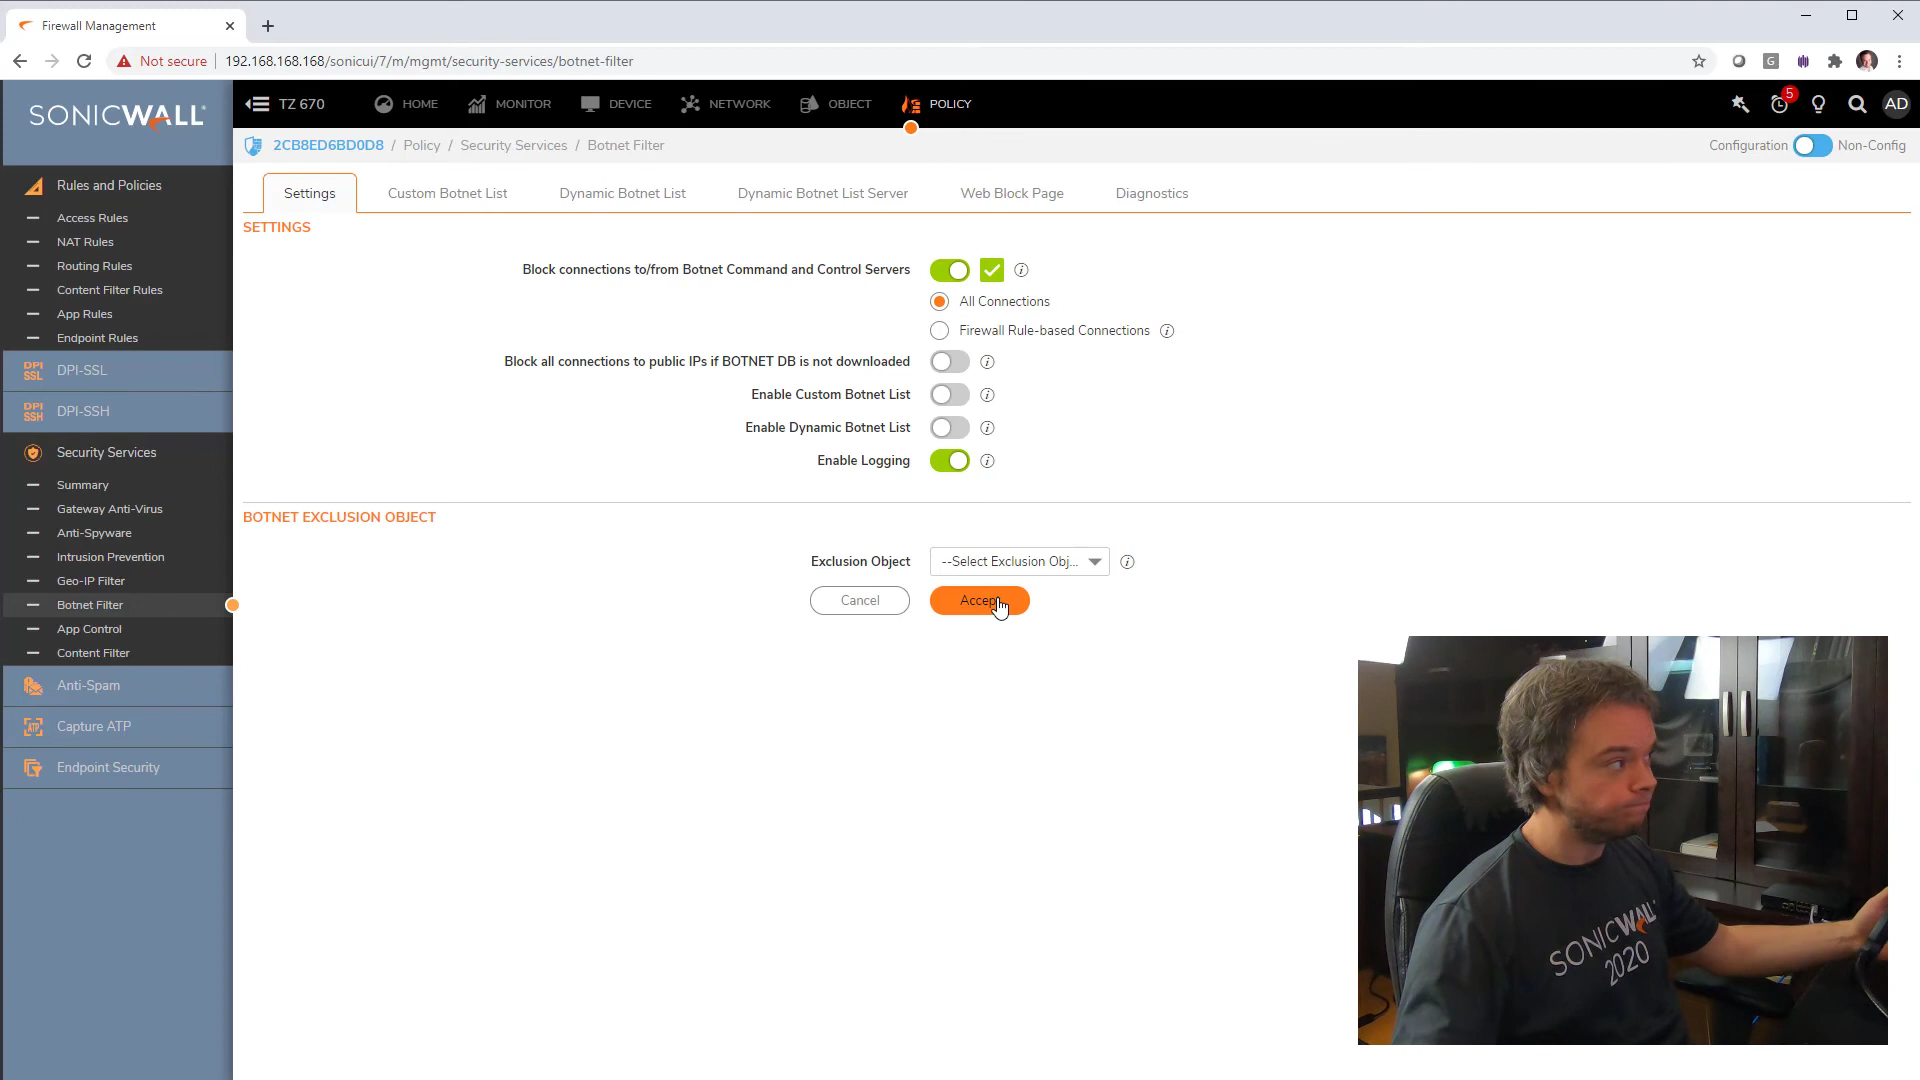 Firewall Management
Not secure
192.168.168.168/sonicui/7/m/mgmt/security-services/botnet-filter
SONICWALL
TZ 670
HOME
MONITOR
DEVICE
NETWORK
OBJECT
POLICY
5
AD
2CB8ED6BD0D8 / Policy / Security Services / Botnet Filter
Configuration
Non-Config
Rules and Policies
Access Rules
NAT Rules
Routing Rules
Content Filter Rules
App Rules
Endpoint Rules
DPI SSL
DPI-SSL
DPI SSH
DPI-SSH
Security Services
Summary
Gateway Anti-Virus
Anti-Spyware
Intrusion Prevention
Geo-IP Filter
Botnet Filter
App Control
Content Filter
Anti-Spam
ATP
Capture ATP
Endpoint Security
Settings
Custom Botnet List
Dynamic Botnet List
Dynamic Botnet List Server
Web Block Page
Diagnostics
SETTINGS
Block connections to/from Botnet Command and Control Servers
All Connections
Firewall Rule-based Connections
Block all connections to public IPs if BOTNET DB is not downloaded
Enable Custom Botnet List
Enable Dynamic Botnet List
Enable Logging
BOTNET EXCLUSION OBJECT
Exclusion Object
--Select Exclusion Obj...
Cancel
Accep
SONICWALL
2020